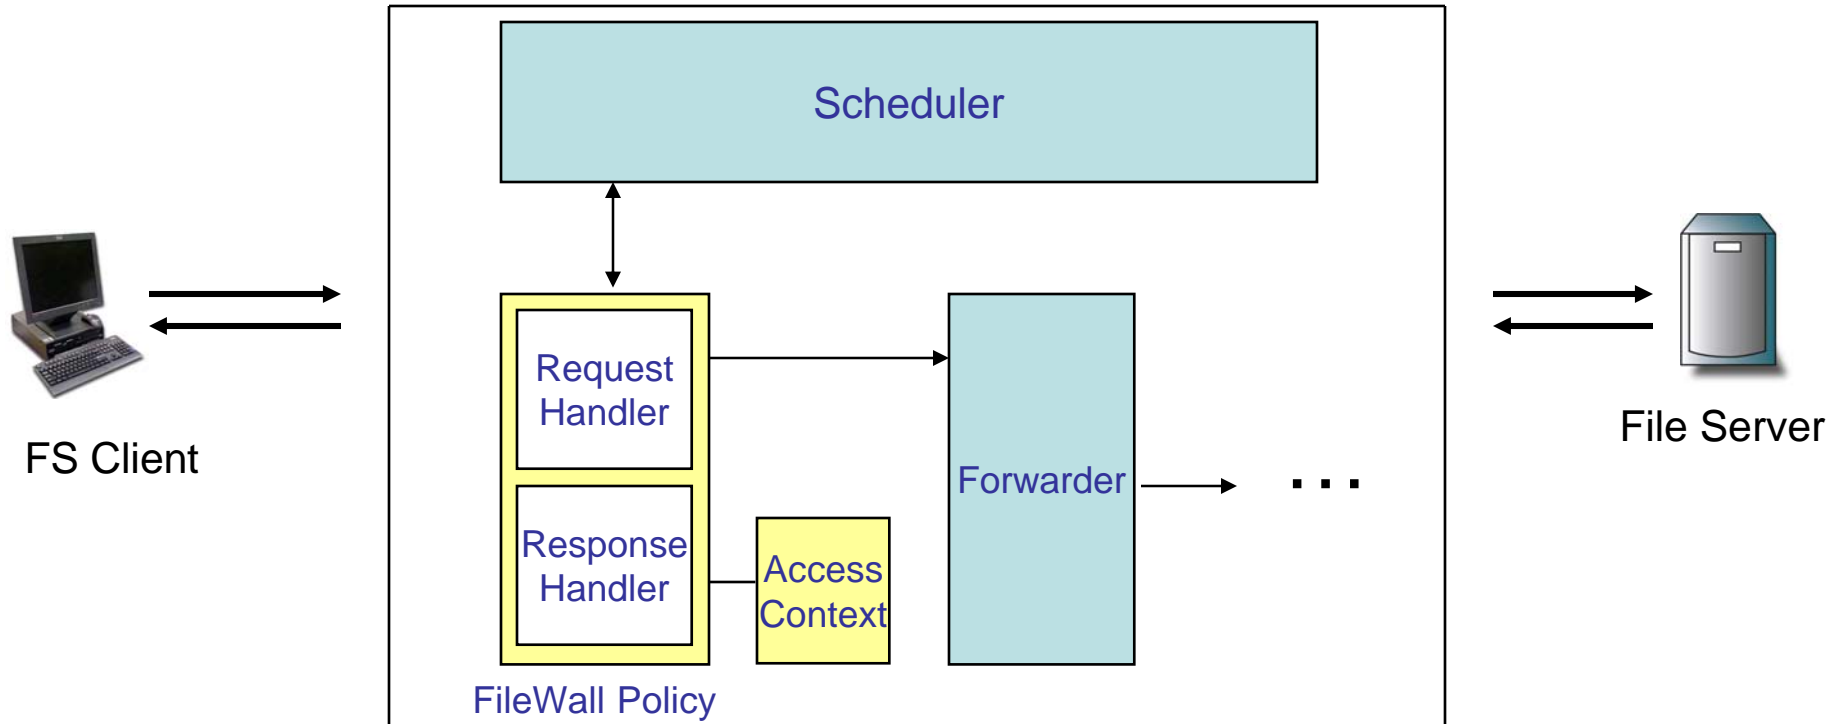 Scheduler
Request
Handler
Response
Handler
Access
Context
Forwarder
...
FS Client
File Server
FileWall Policy